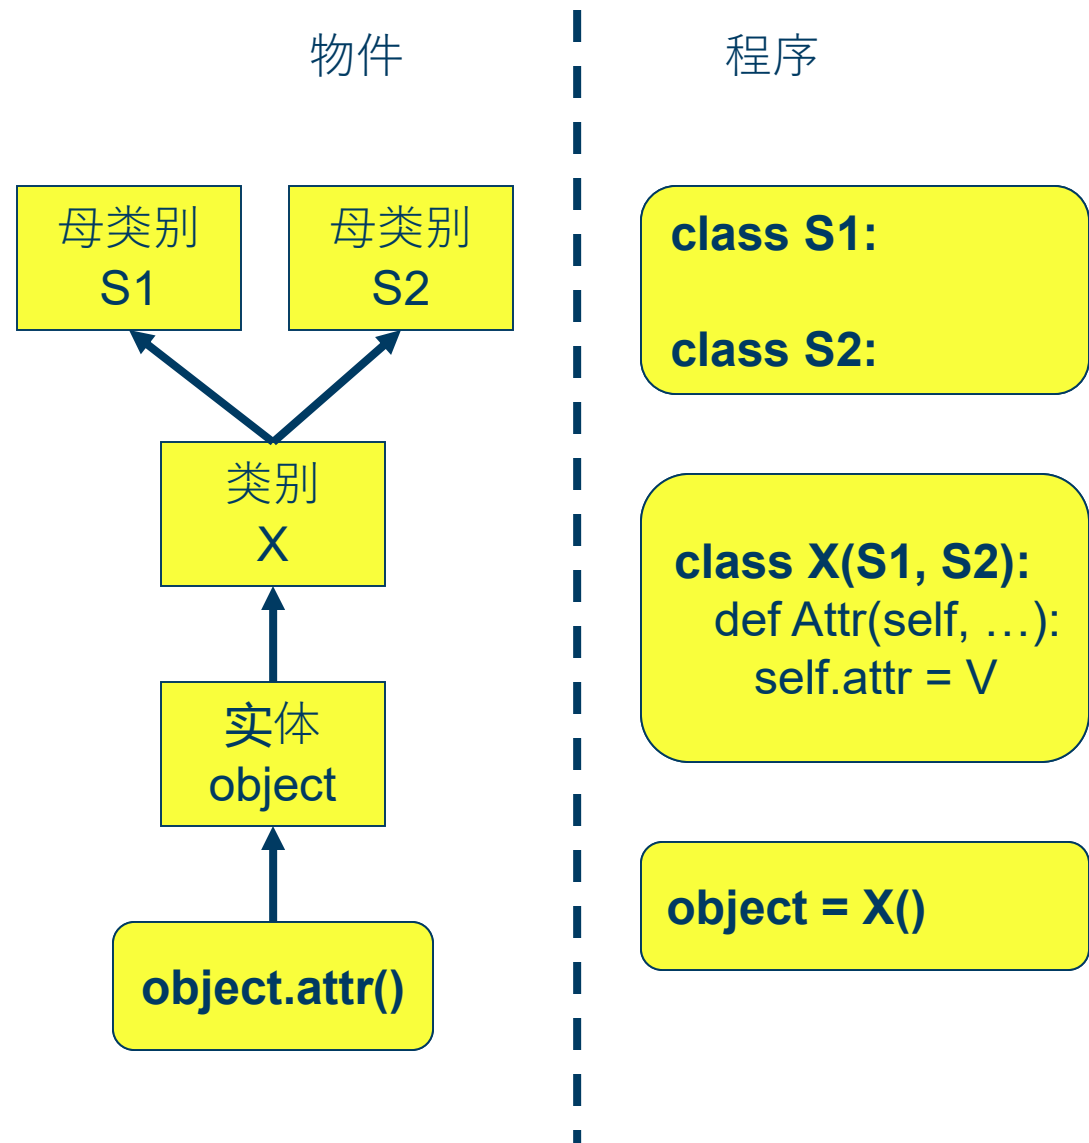 物件
程序
母类别
S1
母类别
S2
类别
X
实体
object
object.attr()
class S1:
class S2:
class X(S1, S2):
def Attr(self, …):
self.attr = V
object = X()